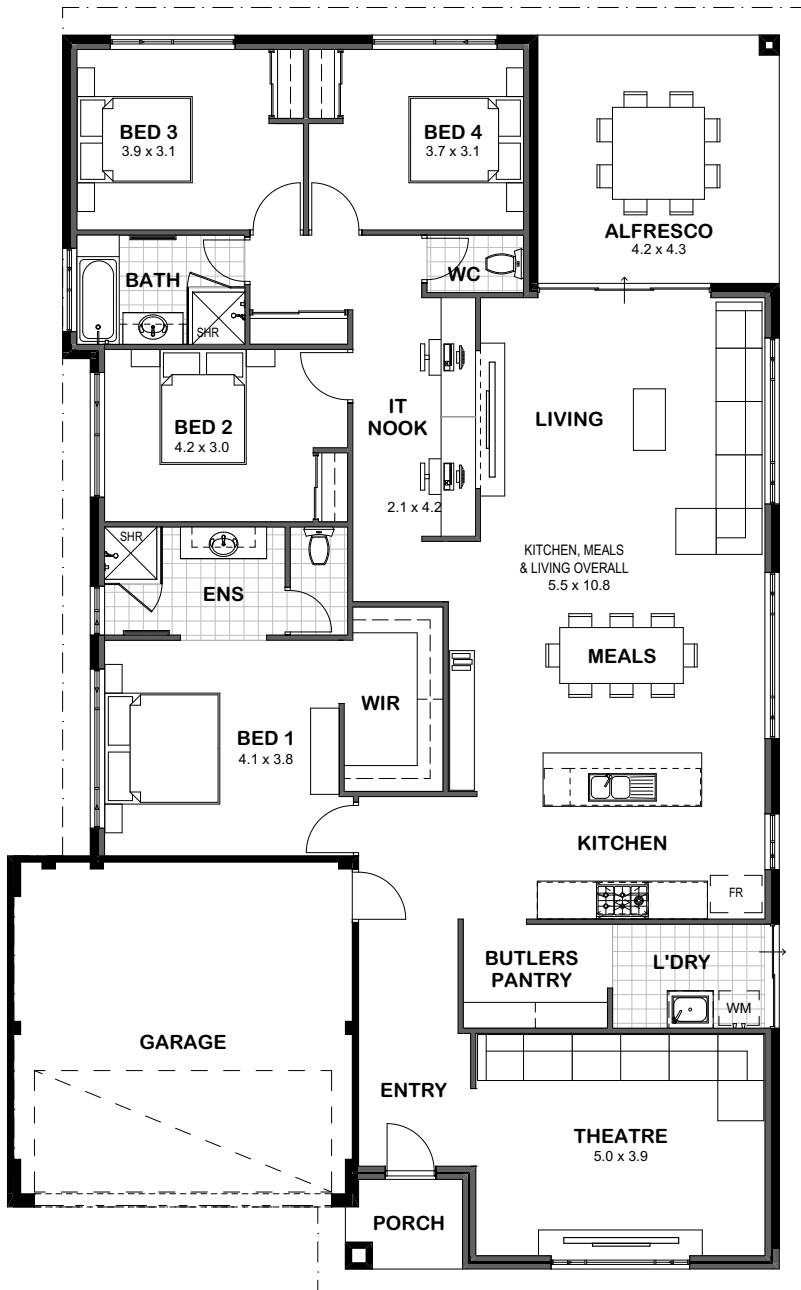 BED 3
3.9 x 3.1
BED 4
3.7 x 3.1
ALFRESCO
4.2 x 4.3
BATH
WC
SHR
IT
NOOK
2.1 x 4.2
LIVING
BED 2
4.2 x 3.0
SHR
ENS
KITCHEN, MEALS
& LIVING OVERALL
5.5 x 10.8
MEALS
WIR
BED 1
4.1 x 3.8
KITCHEN
FR
BUTLERS
PANTRY
L'DRY
WM
GARAGE
ENTRY
THEATRE
5.0 x 3.9
PORCH